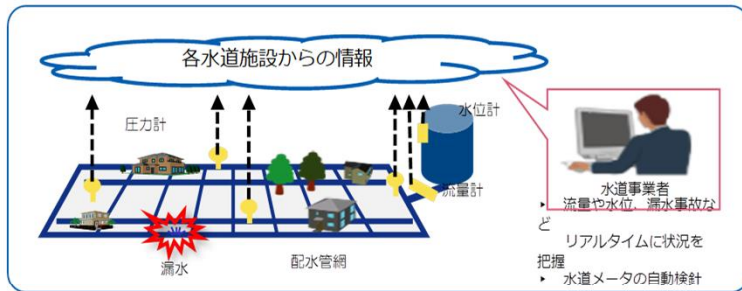 各水道施設からの情報
圧力計
水位計
流量計
漏水
配水管網
水道事業者
▸ 流量や水位、漏水事故など
リアルタイムに状況を把握
▸ 水道メータの自動検針